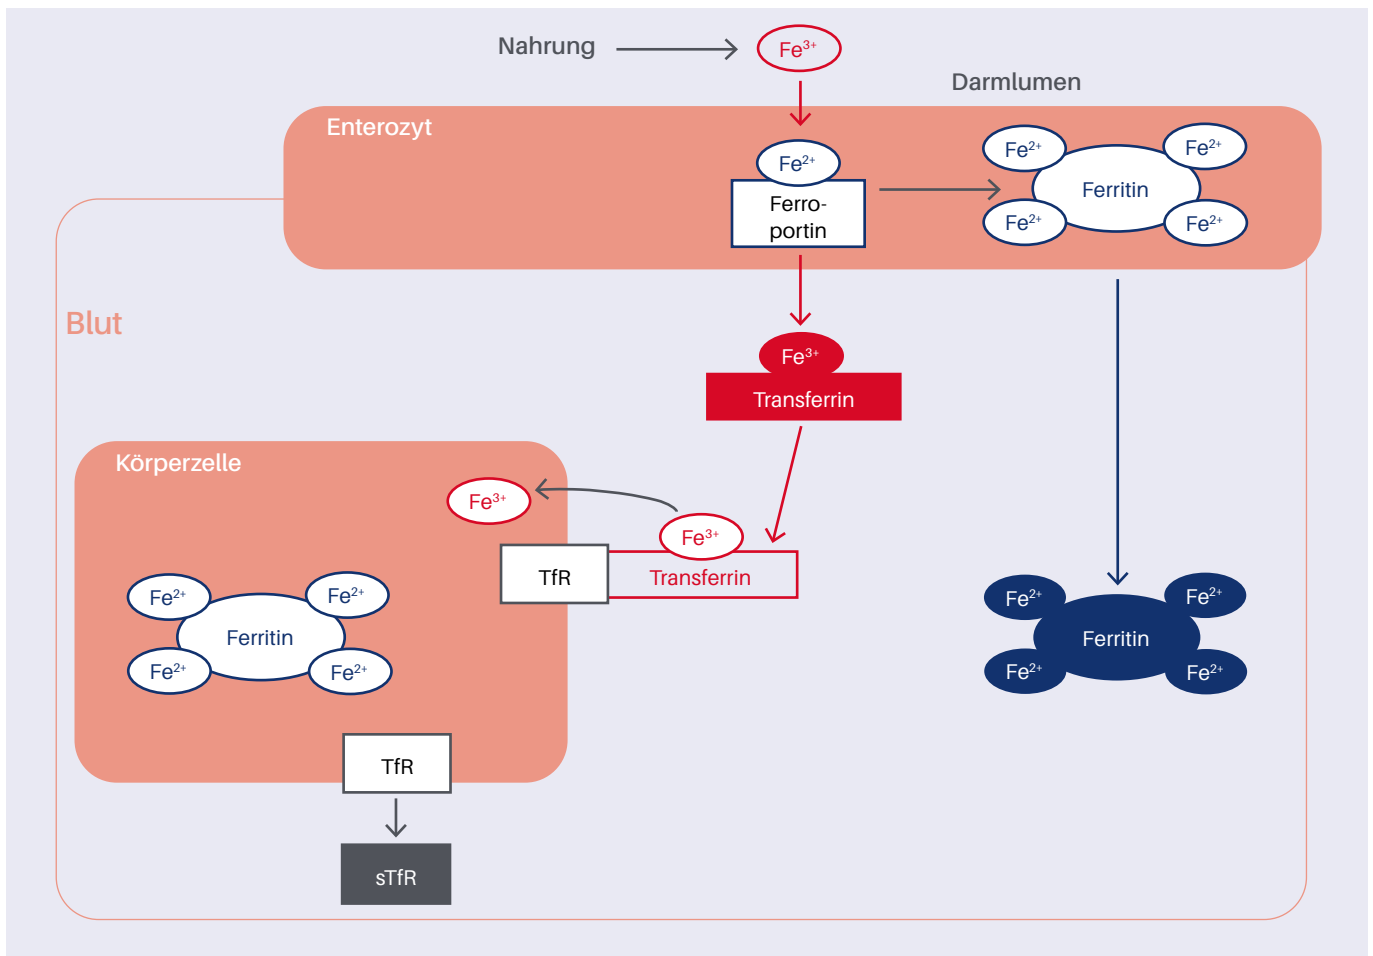 Nahrung
Fe³⁺
Darmlumen
Enterozyt
Fe²⁺
Ferro-
portin
Fe²⁺
Fe²⁺
Ferritin
Fe²⁺
Fe²⁺
Blut
Fe³⁺
Transferrin
Körperzelle
Fe³⁺
Fe³⁺
TfR
Transferrin
Fe²⁺
Fe²⁺
Ferritin
Fe²⁺
Fe²⁺
Fe²⁺
Fe²⁺
Ferritin
Fe²⁺
Fe²⁺
TfR
sTfR